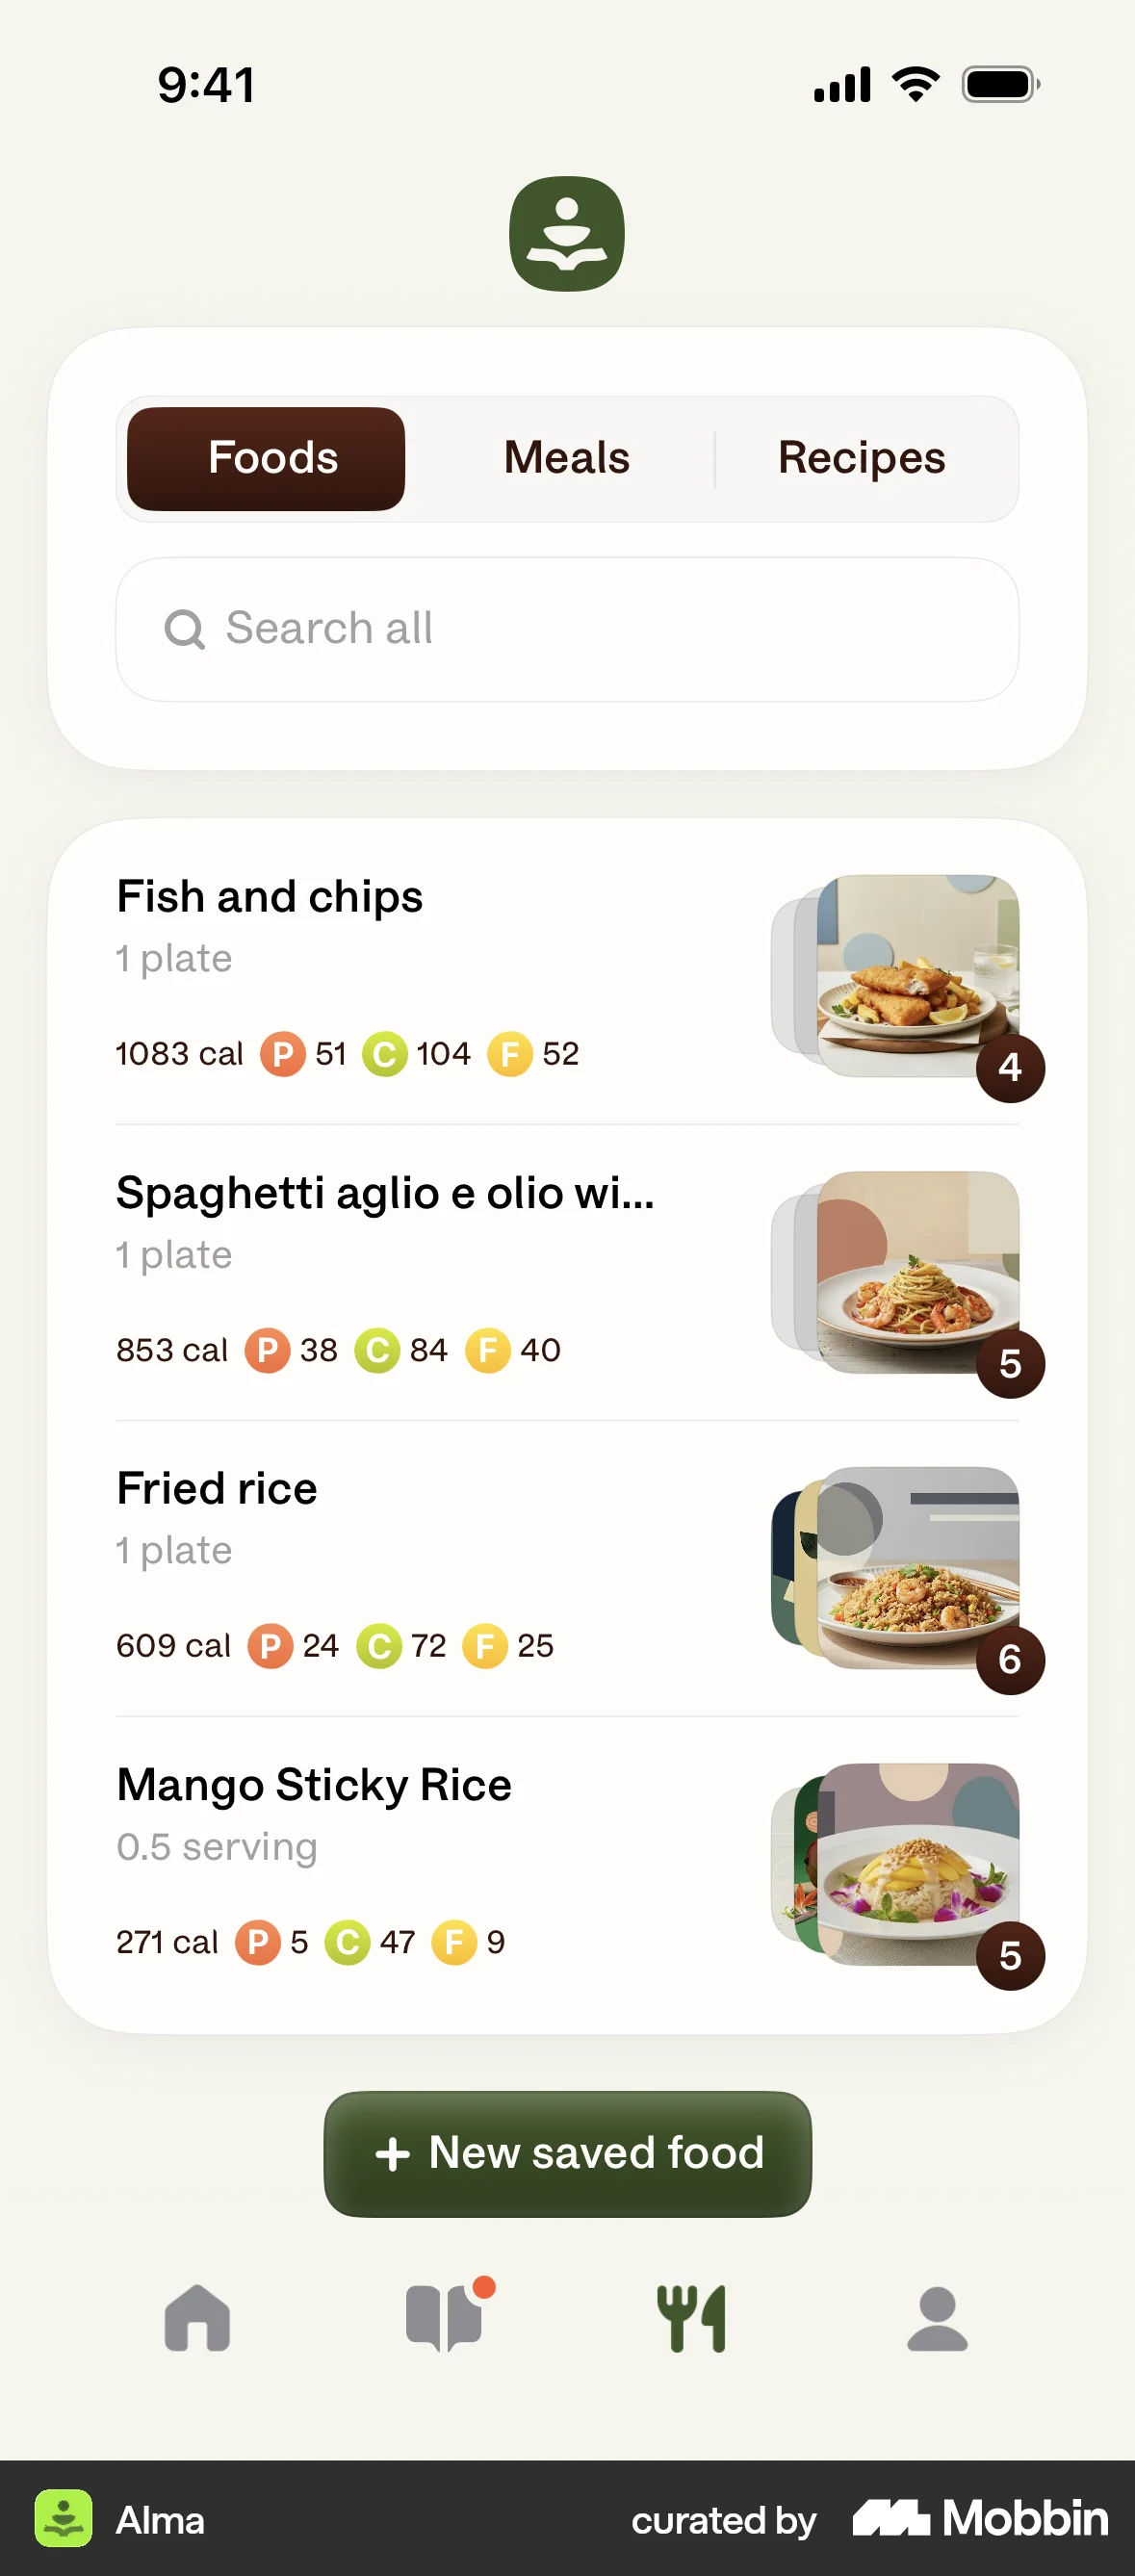 9:41
Foods Meals Recipes
Search all
Fish and chips
1 plate
1083 cal P 51 C 104 F 52
4
Spaghetti aglio e olio wi...
1 plate
853 cal P 38 C 84 F 40
5
Fried rice
1 plate
609 cal P 24 C 72 F 25
6
Mango Sticky Rice
0.5 serving
271 cal P 5 C 47 F 9
5
+ New saved food
Alma curated by Mobbin